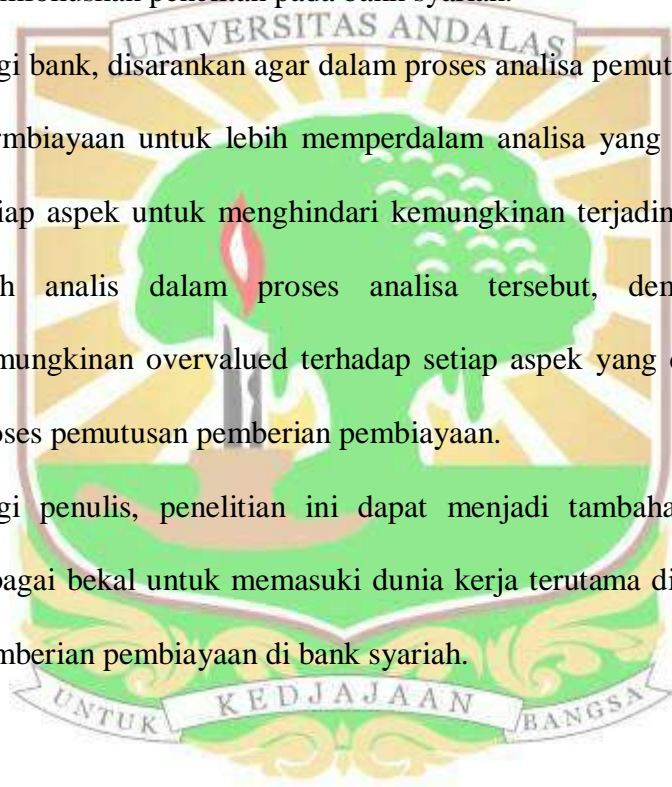 mfokuskan penelitan pada bank syariah.
UNIVERSITAS ANDALAS
gi bank, disarankan agar dalam proses analisa pemut
rmbiayaan untuk lebih memperdalam analisa yang
iap aspek untuk menghindari kemungkinan terjadin
h analis dalam proses analisa tersebut, den
mungkinan overvalued terhadap setiap aspek yang
oses pemutusan pemberian pembiayaan.
gi penulis, penelitian ini dapat menjadi tambaha
bagai bekal untuk memasuki dunia kerja terutama di
mberian pembiayaan di bank syariah.
UNTUK KEDJAJAAN BANGSA